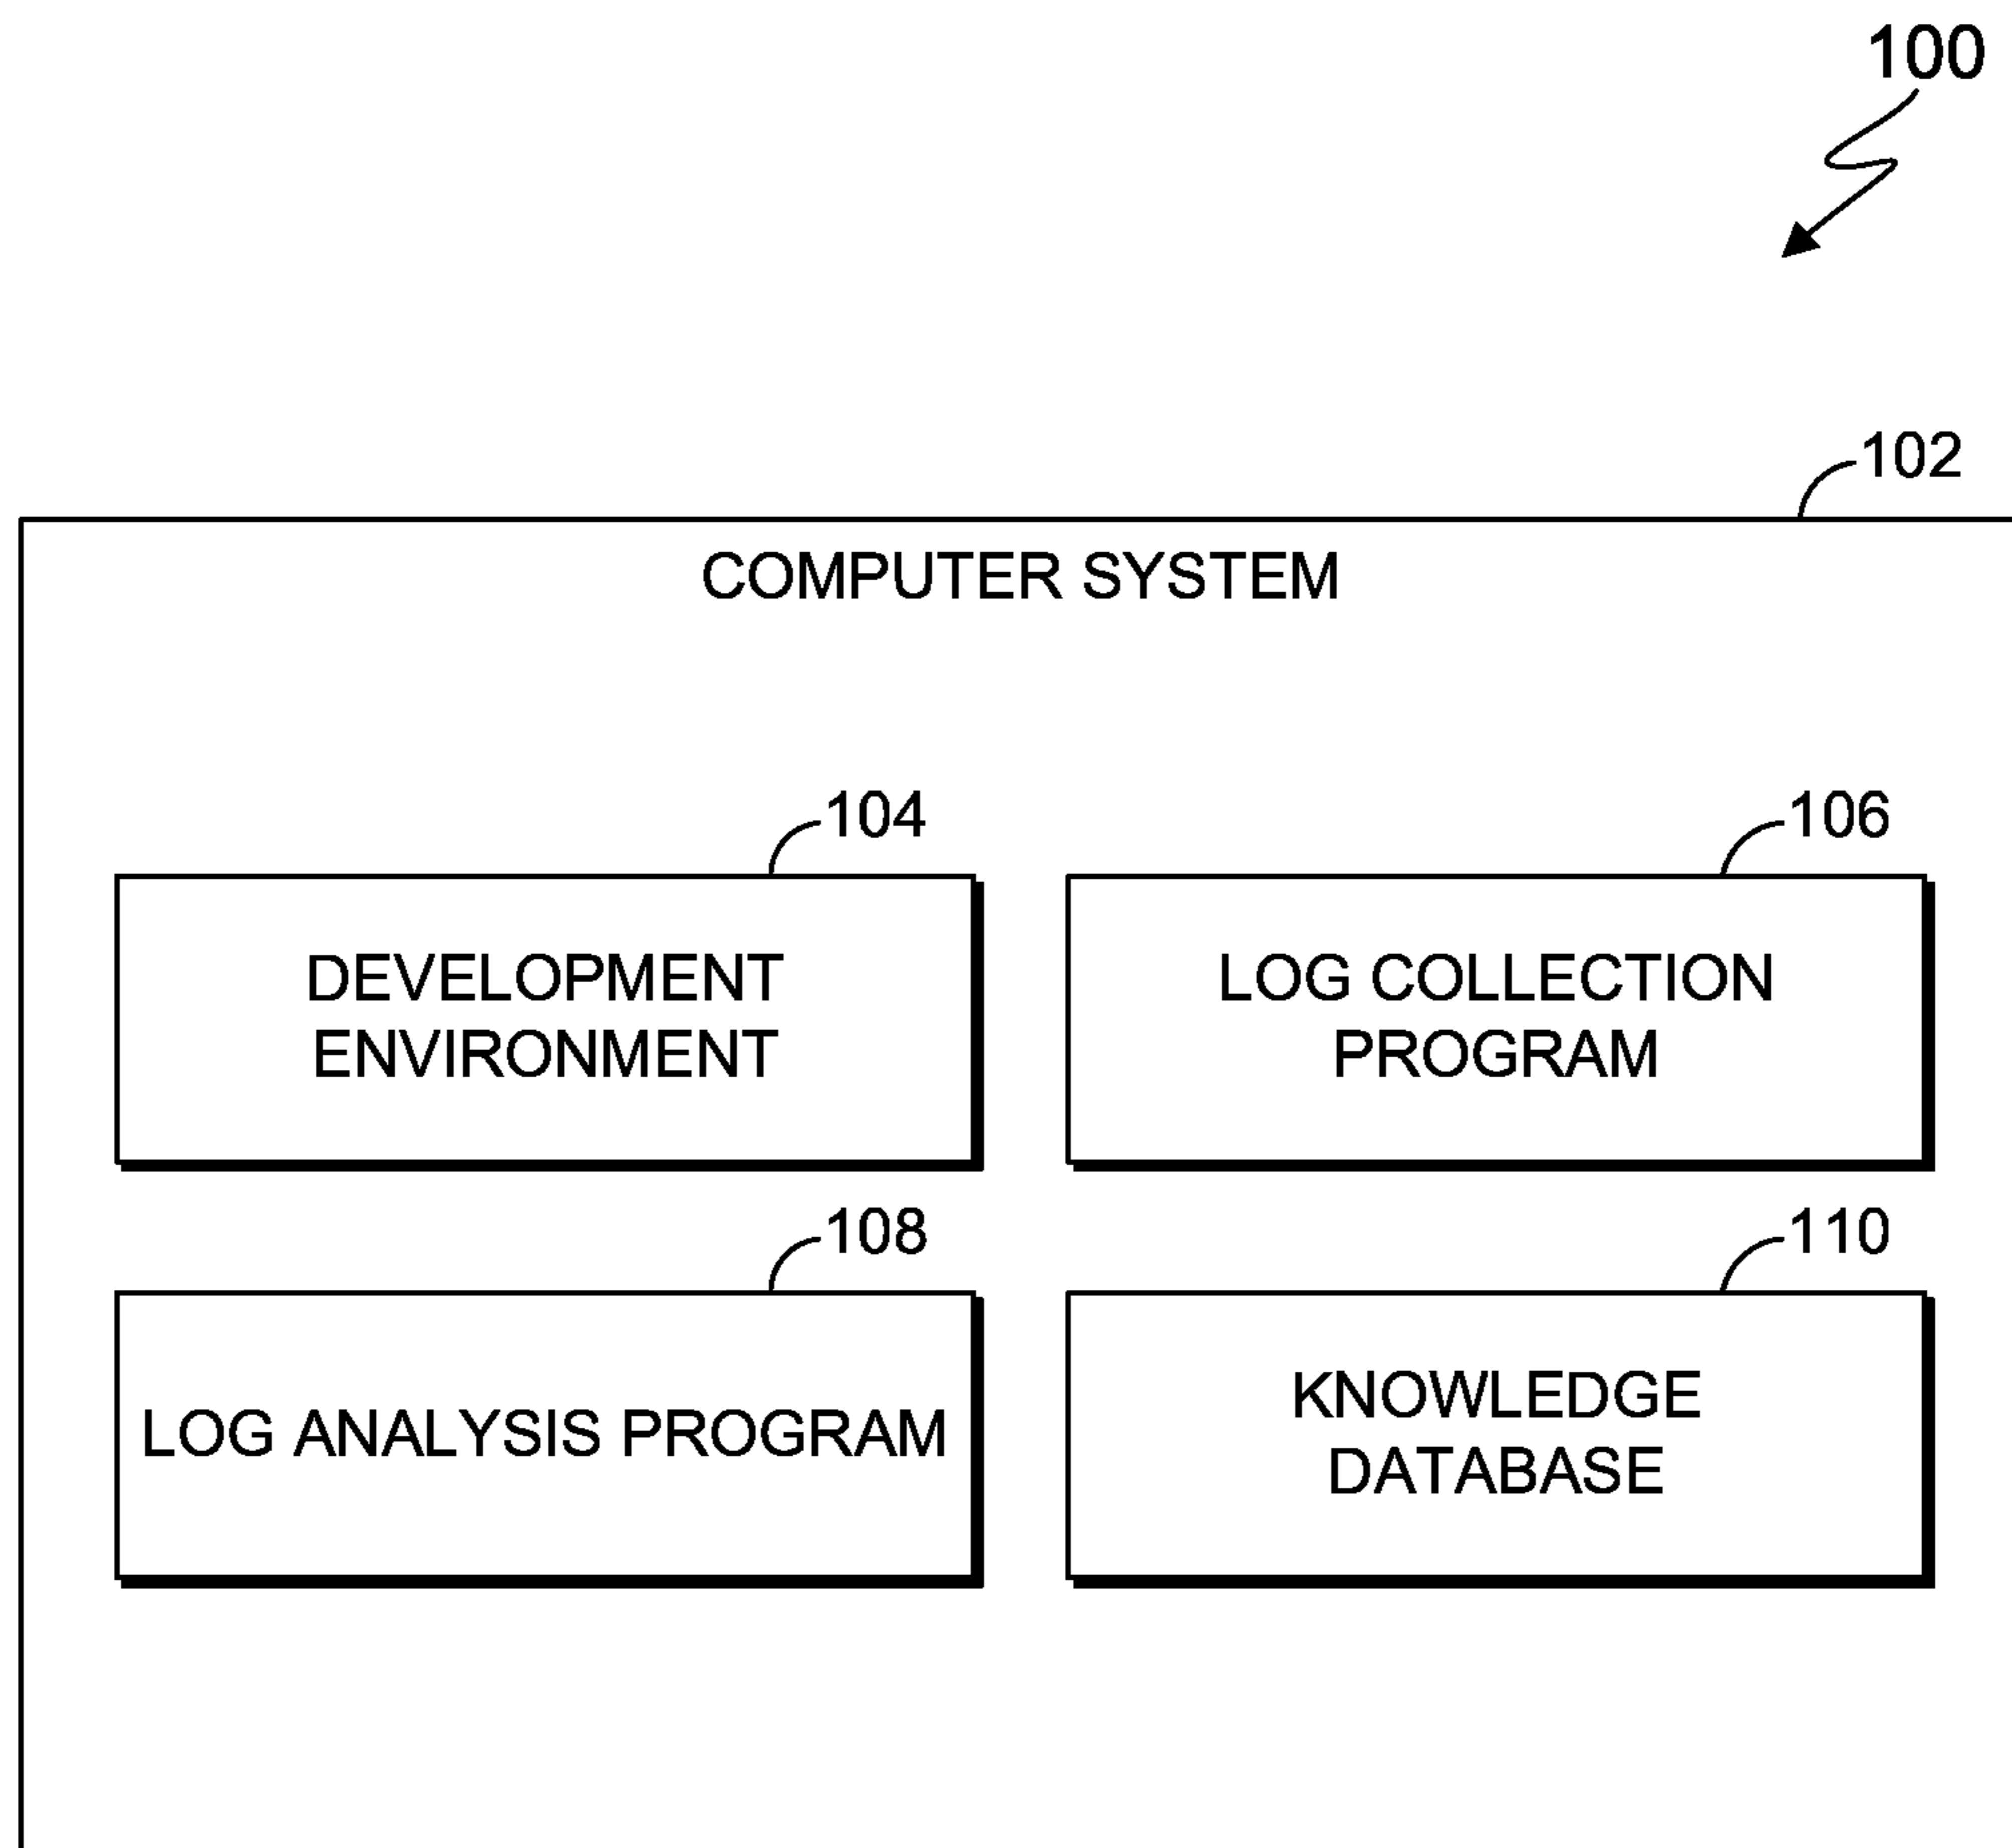 100
102
COMPUTER SYSTEM
104
106
DEVELOPMENT
ENVIRONMENT
LOG COLLECTION
PROGRAM
108
110
LOG ANALYSIS PROGRAM
KNOWLEDGE
DATABASE